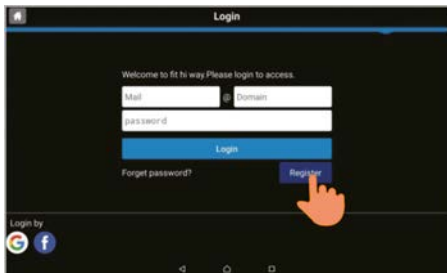 Login
Welcome to fit hi way.Please login to access.
Mail @ Domain
password
Login
Forget password? Register
Login by
G f